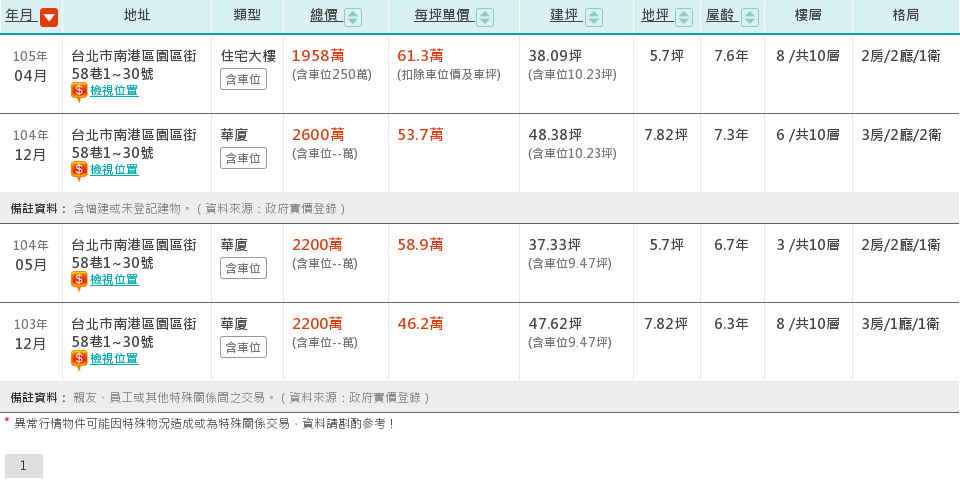 年月 地址 類型 總價 每坪單價 建坪 地坪 屋齡 樓層 格局
105年 台北市南港區園區街 住宅大樓 1958萬 61.3萬 38.09坪 5.7坪 7.6年 8 /共10層 2房/2廳/1衛
04月 58巷1~30號 含車位 (含車位250萬) (扣除車位價及車坪) (含車位10.23坪)
$ 檢視位置
104年 台北市南港區園區街 華廈 2600萬 53.7萬 48.38坪 7.82坪 7.3年 6 /共10層 3房/2廳/2衛
12月 58巷1~30號 含車位 (含車位--萬) (含車位10.23坪)
$ 檢視位置
備註資料： 含增建或未登記建物。 ( 資料來源：政府實價登錄 )
104年 台北市南港區園區街 華廈 2200萬 58.9萬 37.33坪 5.7坪 6.7年 3 /共10層 2房/2廳/1衛
05月 58巷1~30號 含車位 (含車位--萬) (含車位9.47坪)
$ 檢視位置
103年 台北市南港區園區街 華廈 2200萬 46.2萬 47.62坪 7.82坪 6.3年 8 /共10層 3房/1廳/1衛
12月 58巷1~30號 含車位 (含車位--萬) (含車位9.47坪)
$ 檢視位置
備註資料： 親友、員工或其他特殊關係間之交易。 ( 資料來源：政府實價登錄 )
* 異常行情物件可能因特殊物況造成或為特殊關係交易，資料請斟酌參考！
1